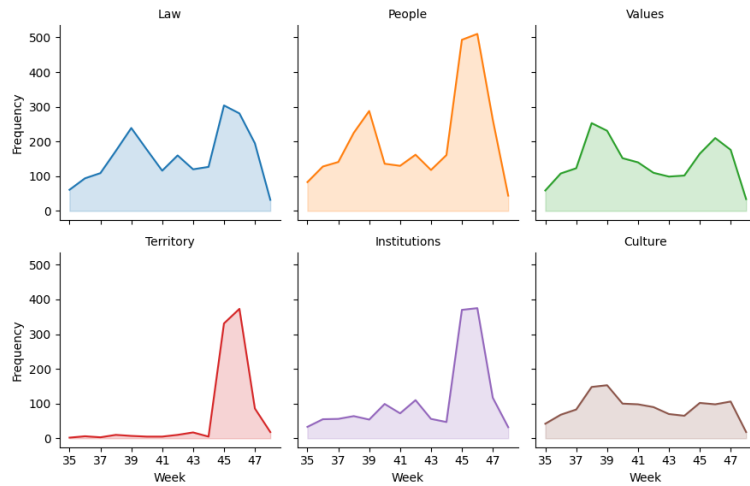 Law People Values
500
400
300
200
100
0
Frequency
Territory Institutions Culture
500
400
300
200
100
0
Frequency
35 37 39 41 43 45 47 35 37 39 41 43 45 47 35 37 39 41 43 45 47
Week Week Week